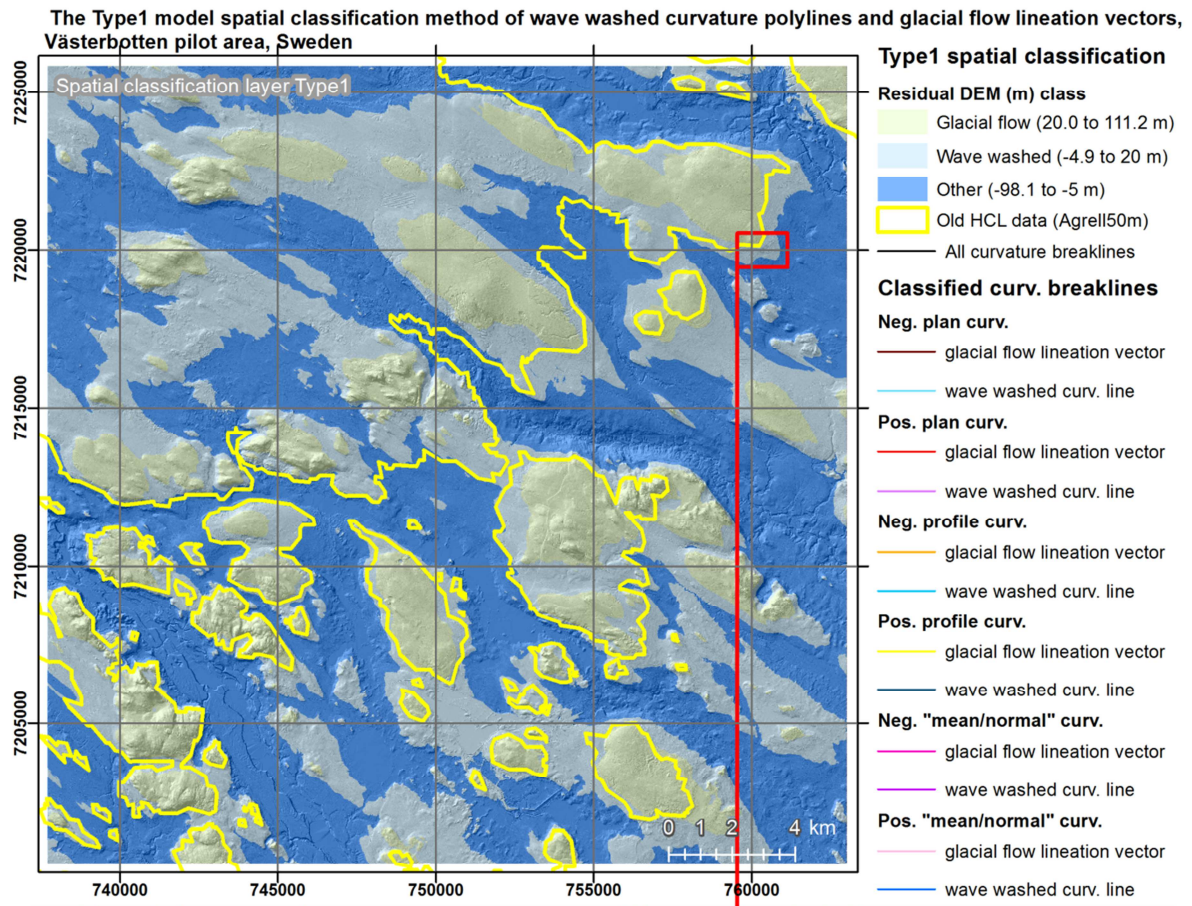 The Type1 model spatial classification method of wave washed curvature polylines and glacial flow lineation vectors,
Västerbotten pilot area, Sweden
Spatial classification layer Type1
7225000
7220000
7215000
7210000
7205000
740000
745000
750000
755000
760000
0 1 2 4 km
Type1 spatial classification
Residual DEM (m) class
Glacial flow (20.0 to 111.2 m)
Wave washed (-4.9 to 20 m)
Other (-98.1 to -5 m)
Old HCL data (Agrell50m)
All curvature breaklines
Classified curv. breaklines
Neg. plan curv.
glacial flow lineation vector
wave washed curv. line
Pos. plan curv.
glacial flow lineation vector
wave washed curv. line
Neg. profile curv.
glacial flow lineation vector
wave washed curv. line
Pos. profile curv.
glacial flow lineation vector
wave washed curv. line
Neg. "mean/normal" curv.
glacial flow lineation vector
wave washed curv. line
Pos. "mean/normal" curv.
glacial flow lineation vector
wave washed curv. line